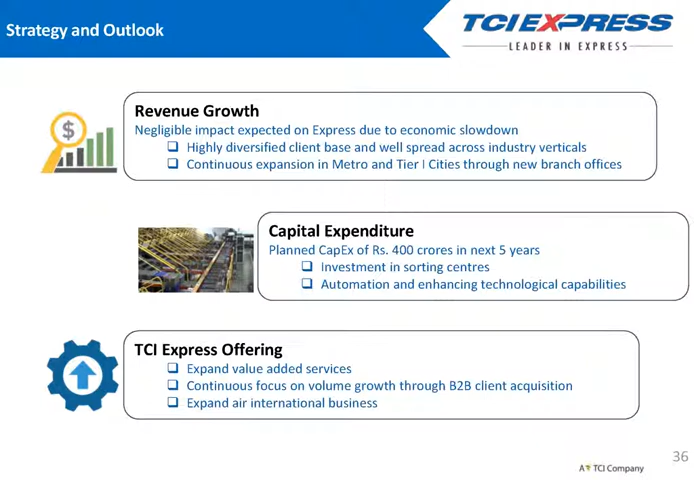 Strategy and Outlook
TCIEXPRESS
LEADER IN EXPRESS
$
Revenue Growth
Negligible impact expected on Express due to economic slowdown
❑ Highly diversified client base and well spread across industry verticals
❑ Continuous expansion in Metro and Tier I Cities through new branch offices
Capital Expenditure
Planned CapEx of Rs. 400 crores in next 5 years
❑ Investment in sorting centres
❑ Automation and enhancing technological capabilities
TCI Express Offering
❑ Expand value added services
❑ Continuous focus on volume growth through B2B client acquisition
❑ Expand air international business
36
A TCI Company